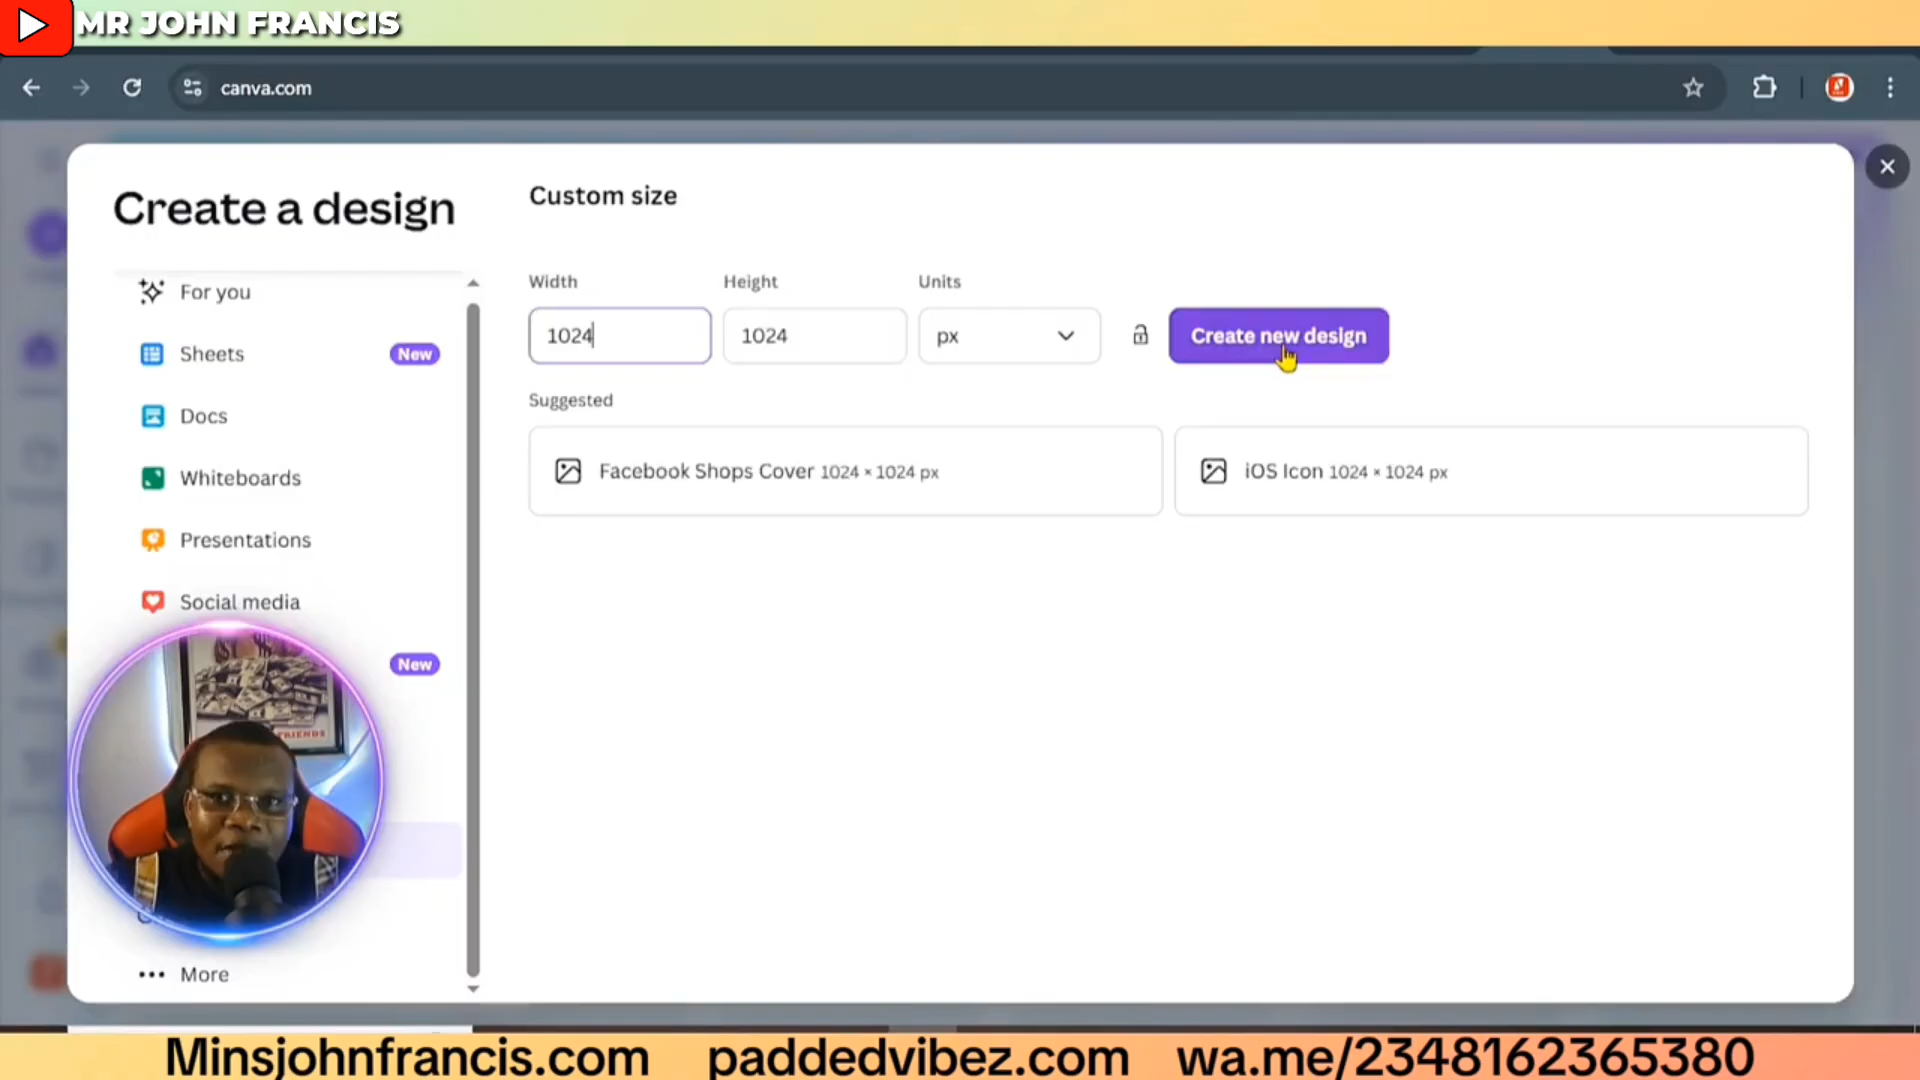 MR JOHN FRANCIS
canva.com
Create a design
For you
Sheets New
Docs
Whiteboards
Presentations
Social media
New
More
Custom size
Width Height Units
1024 1024 px Create new design
Suggested
Facebook Shops Cover 1024 × 1024 px
iOS Icon 1024 × 1024 px
FRIENDS
Minsjohnfrancis.com paddedvibez.com wa.me/2348162365380